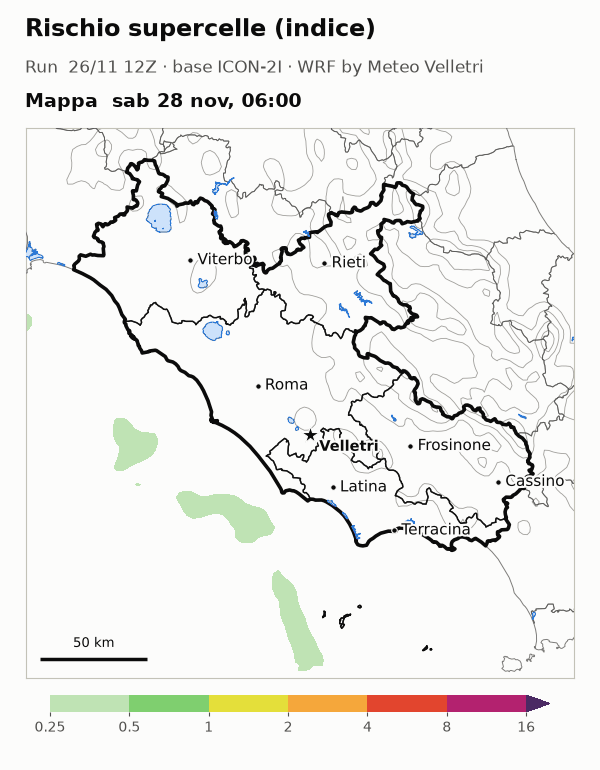 Rischio supercelle (indice)
Run  26/11 12Z · base ICON-2I · WRF by Meteo Velletri
Mappa  sab 28 nov, 06:00
Viterbo
Rieti
Roma
Velletri
Frosinone
Cassino
Latina
Terracina
50 km
0.25 0.5 1 2 4 8 16